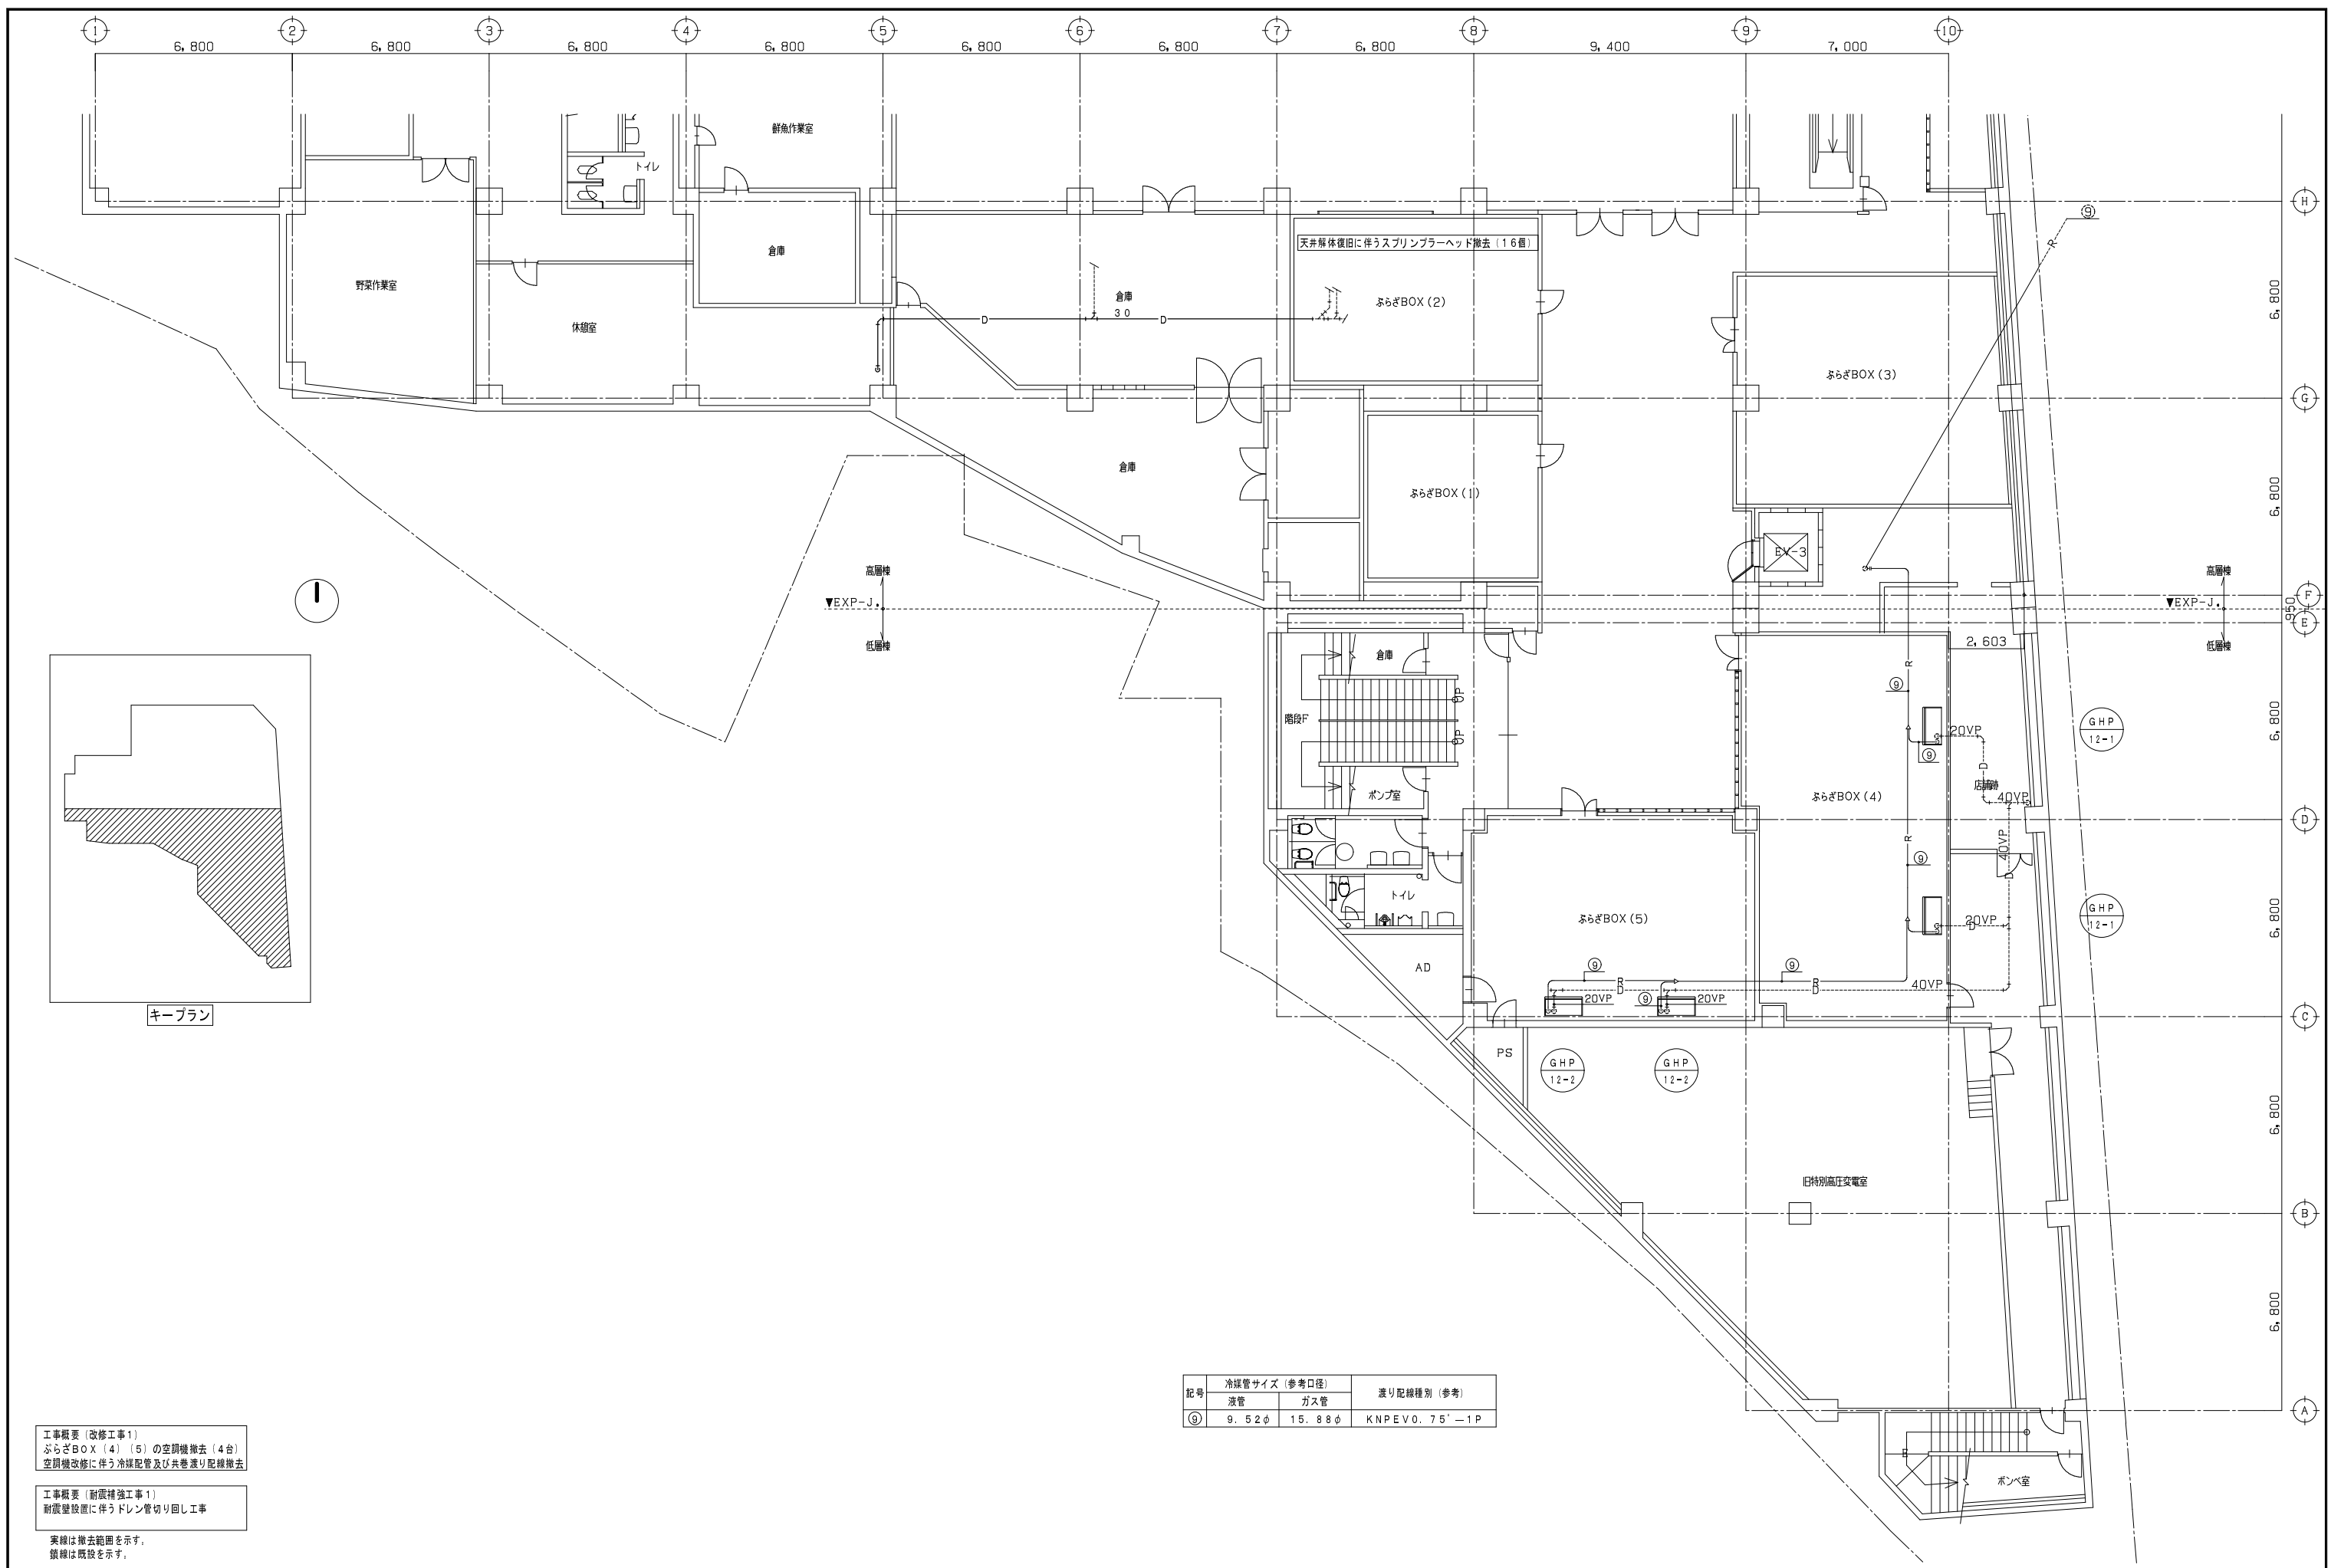 1 2 3 4 5 6 7 8 9 10
6,800 6,800 6,800 6,800 6,800 6,800 6,800 9,400 7,000
鮮魚作業室
トイレ
H
⑨
R
倉庫
天井解体復旧に伴うスプリンプラーヘッド撤去(16個)
野菜作業室
倉庫
30
ぷらざBOX(2)
6,800
休憩室
D
D
ぷらざBOX(3)
G
倉庫
ぷらざBOX(1)
6,800
EV-3
高層棟
高層棟
▼EXP-J.
▼EXP-J.
F
950
E
低層棟
低層棟
2,603
倉庫
R
⑨
UP
階段F
GHP
12-1
6,800
20VP
UP
⑨
D
店舗跡
ポンプ室
ぷらざBOX(4)
40VP
D
R
40VP
⑨
D
トイレ
GHP
12-1
ぷらざBOX(5)
20VP
D
6,800
AD
⑨
⑨
R
R
D
D
40VP
20VP
⑨
20VP
キープラン
C
PS
GHP
12-2
GHP
12-2
6,800
旧特別高圧変電室
B
6,800
記号
冷媒管サイズ(参考口径)
渡り配線種別(参考)
液管
ガス管
⑨
9.52φ
15.88φ
KNPEV0.75゜―1P
A
ボンベ室
工事概要(改修工事1)
ぷらざBOX(4)(5)の空調機撤去(4台)
空調機改修に伴う冷媒配管及び共巻渡り配線撤去
工事概要(耐震補強工事1)
耐震壁設置に伴うドレン管切り回し工事
実線は撤去範囲を示す。
鎖線は既設を示す。